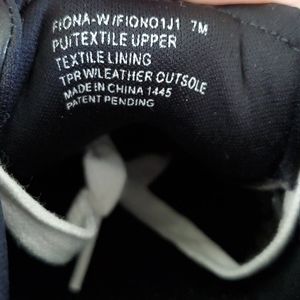 FIONA-W/FIONO1J1 7M
PU/TEXTILE UPPER
TEXTILE LINING
TPR W/LEATHER OUTSOLE
MADE IN CHINA 1445
PATENT PENDING